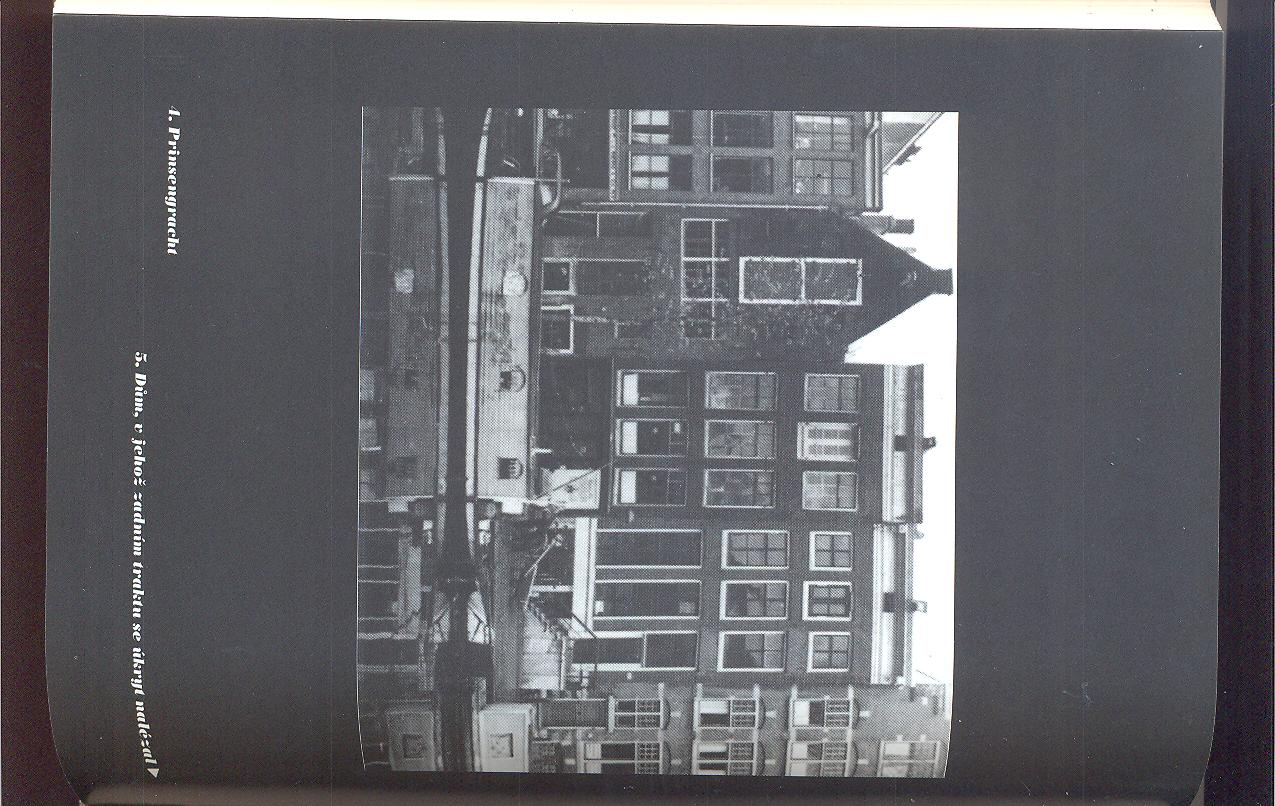 4. Prinsengracht
5. Dům, v jehož zadním traktu se úkryt nalézal